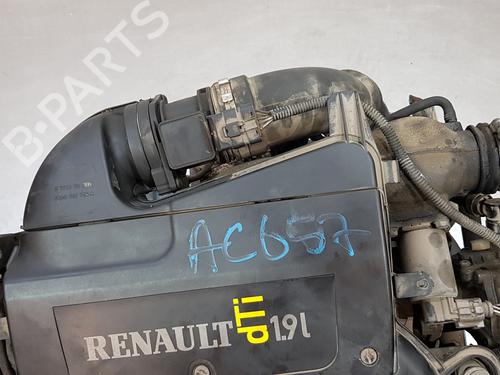 B-PARTS
AC657
RENAULT dTi 1.9l